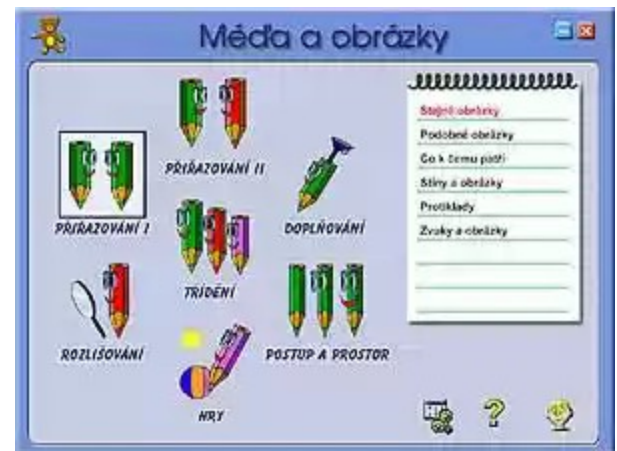 Méďa a obrázky
PŘIŘAZOVÁNÍ II
PŘIŘAZOVÁNÍ I
DOPLŇOVÁNÍ
TŘÍDĚNÍ
ROZLIŠOVÁNÍ
POSTUP A PROSTOR
HRY
Stejné obrázky
Podobné obrázky
Co k čemu patří
Stíny a obrázky
Protiklady
Zvuky a obrázky
?